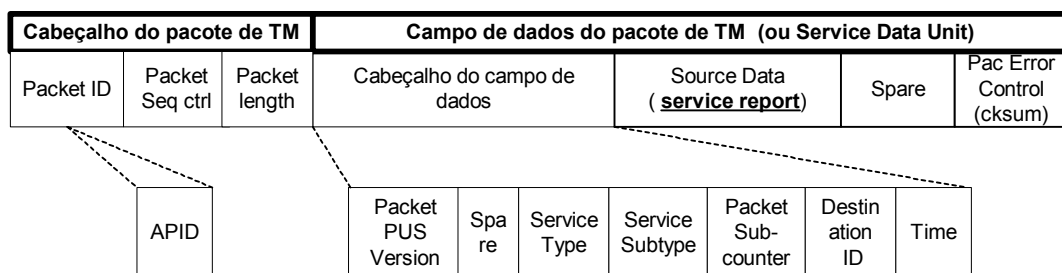 Cabeçalho do pacote de TM
Campo de dados do pacote de TM (ou Service Data Unit)
Packet ID
Packet
Seq ctrl
Packet
length
Cabeçalho do campo de
dados
Source Data
( service report)
Spare
Pac Error
Control
(cksum)
APID
Packet
PUS
Version
Spa
re
Service
Type
Service
Subtype
Packet
Sub-
counter
Destin
ation
ID
Time